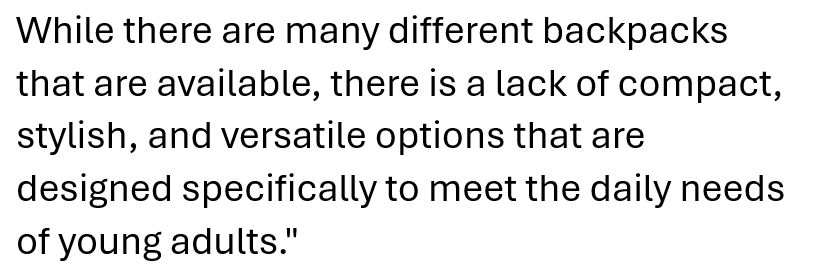 While there are many different backpacks
that are available, there is a lack of compact,
stylish, and versatile options that are
designed specifically to meet the daily needs
of young adults."